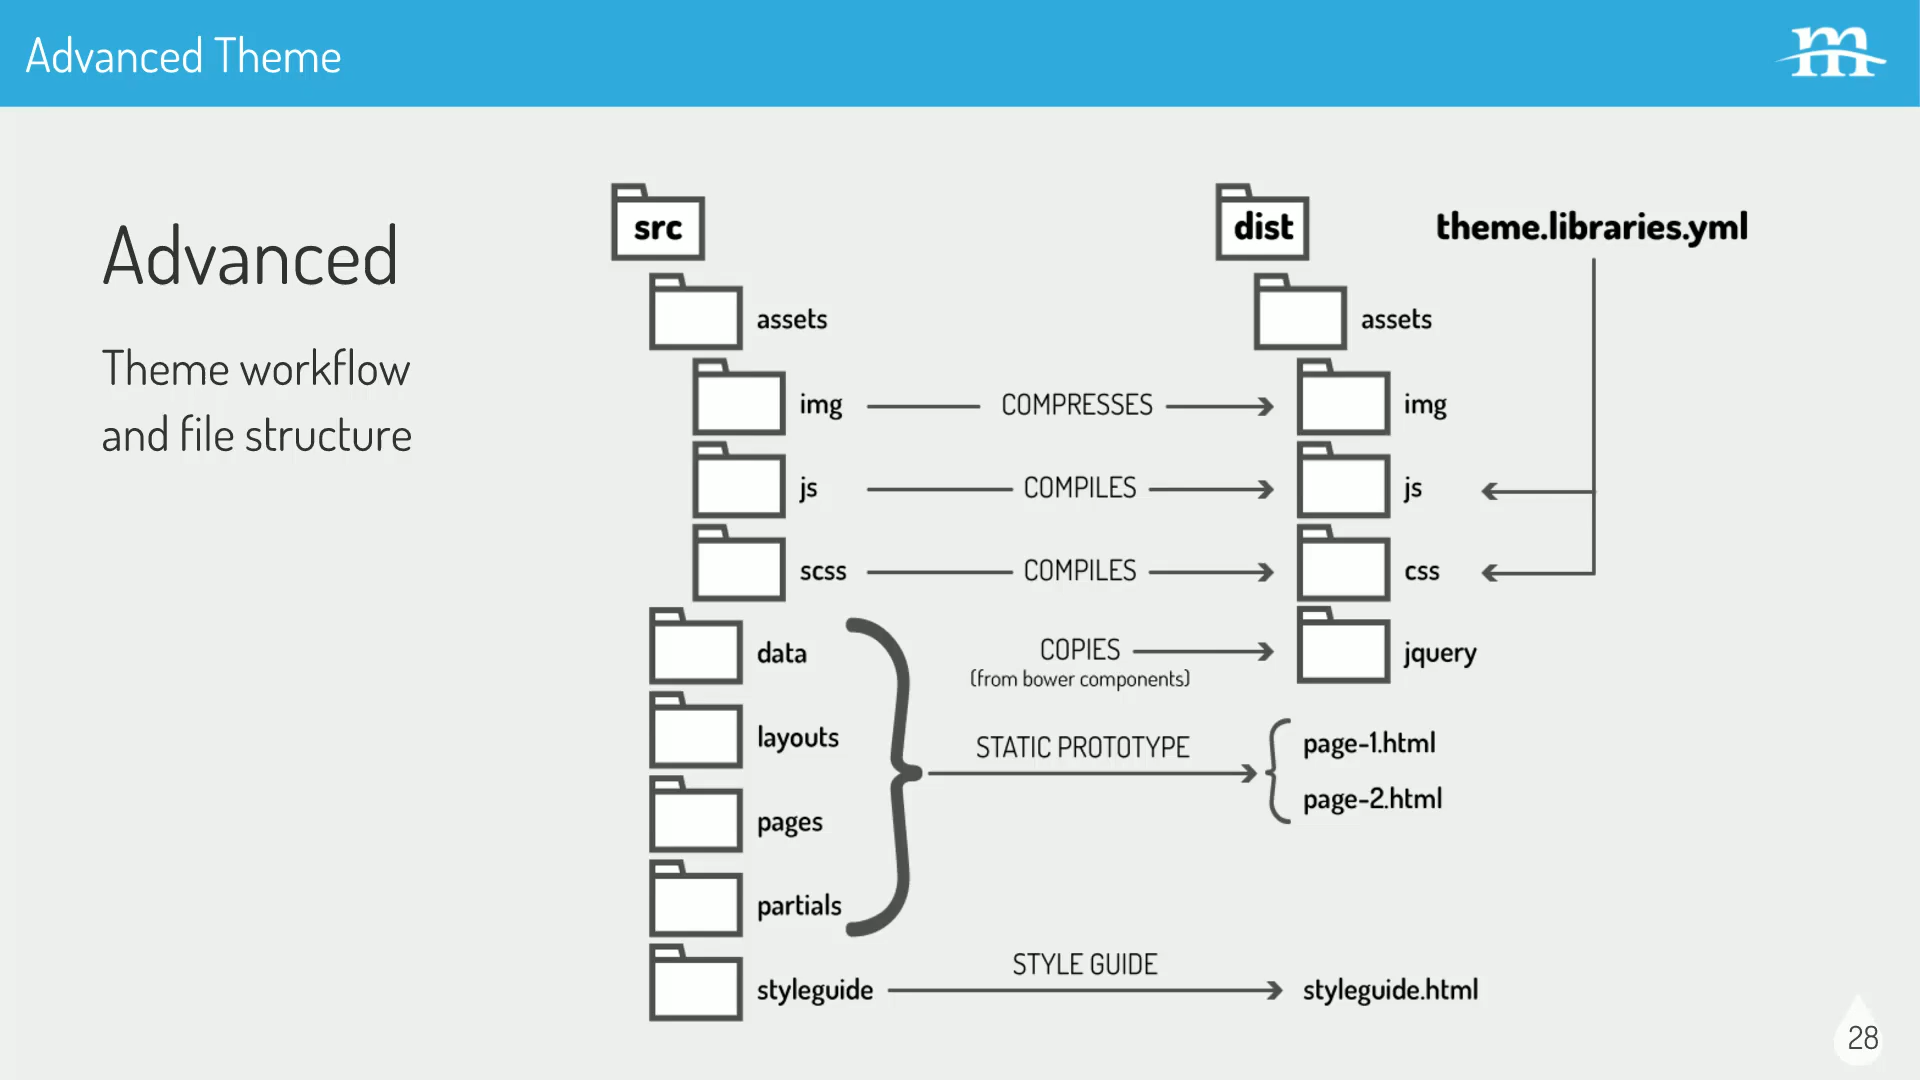 Advanced Theme
m
Advanced
Theme workflow
and file structure
src
dist
theme.libraries.yml
assets
assets
img
COMPRESSES
img
js
COMPILES
js
scss
COMPILES
css
data
COPIES
(from bower components)
jquery
layouts
STATIC PROTOTYPE
page-1.html
page-2.html
pages
partials
styleguide
STYLE GUIDE
styleguide.html
28